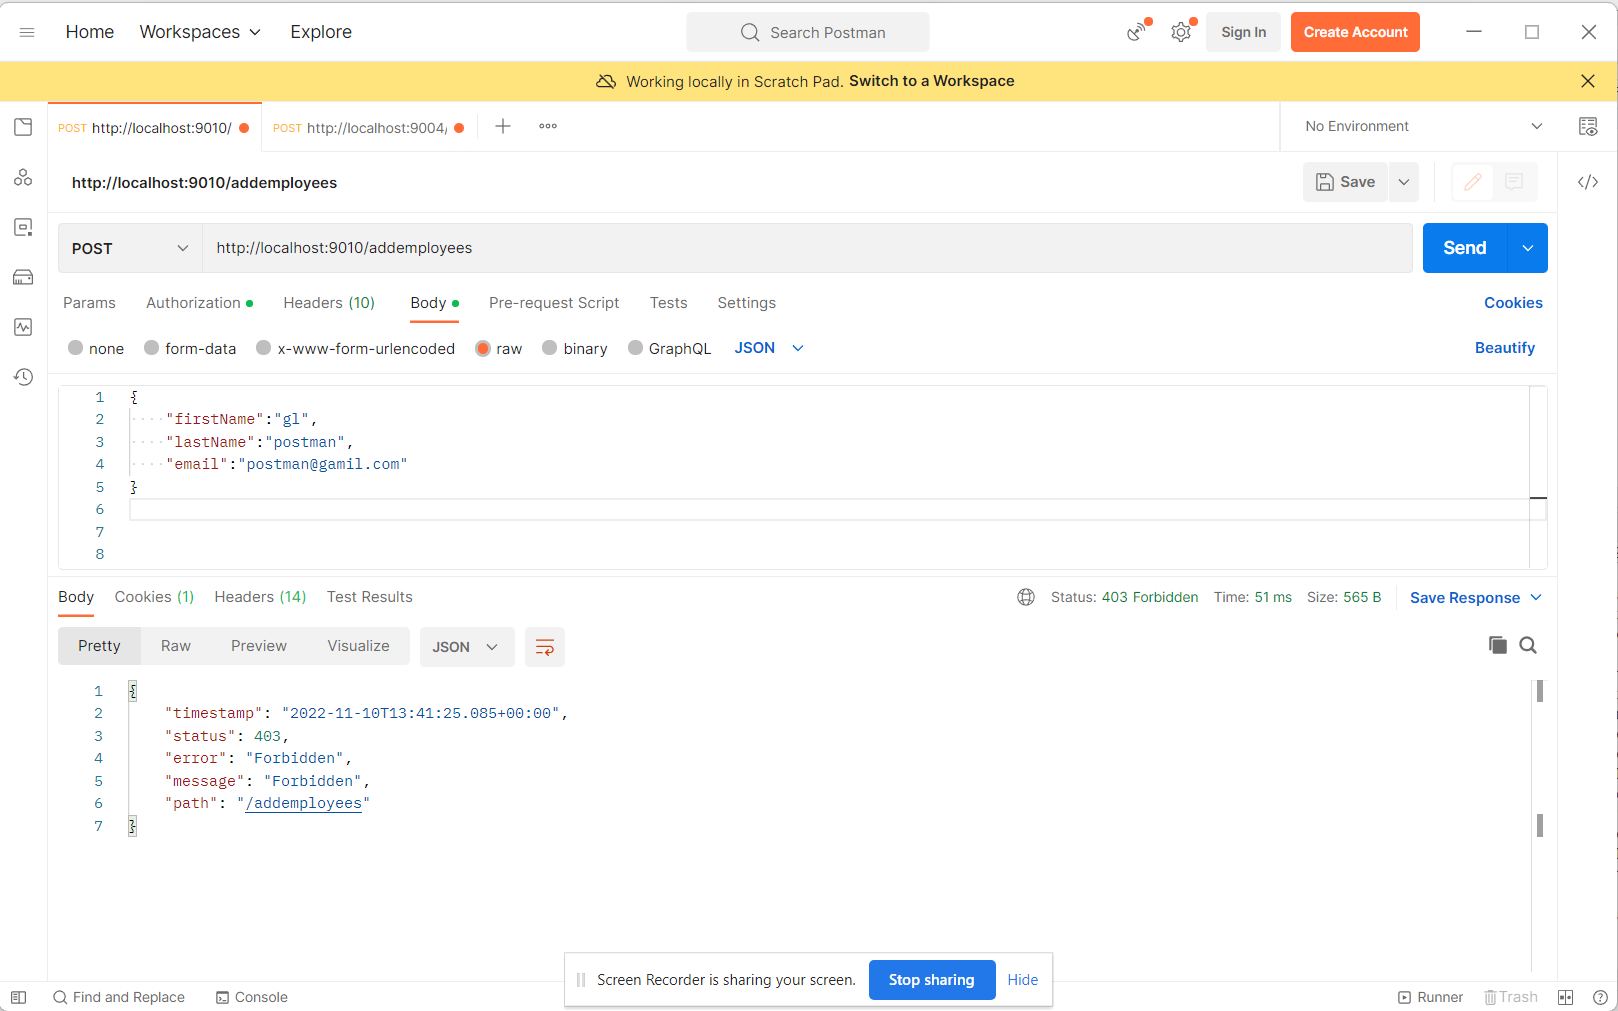 Home Workspaces Explore Search Postman Sign In Create Account
Working locally in Scratch Pad. Switch to a Workspace
POST http://localhost:9010/ POST http://localhost:9004/ No Environment
http://localhost:9010/addemployees Save
POST http://localhost:9010/addemployees Send
Params Authorization Headers (10) Body Pre-request Script Tests Settings Cookies
none form-data x-www-form-urlencoded raw binary GraphQL JSON Beautify
1 {
2 "firstName":"gl",
3 "lastName":"postman",
4 "email":"postman@gamil.com"
5 }
6
7
8
Body Cookies (1) Headers (14) Test Results Status: 403 Forbidden Time: 51 ms Size: 565 B Save Response
Pretty Raw Preview Visualize JSON
1 {
2 "timestamp": "2022-11-10T13:41:25.085+00:00",
3 "status": 403,
4 "error": "Forbidden",
5 "message": "Forbidden",
6 "path": "/addemployees"
7 }
Screen Recorder is sharing your screen. Stop sharing Hide
Find and Replace Console Runner Trash